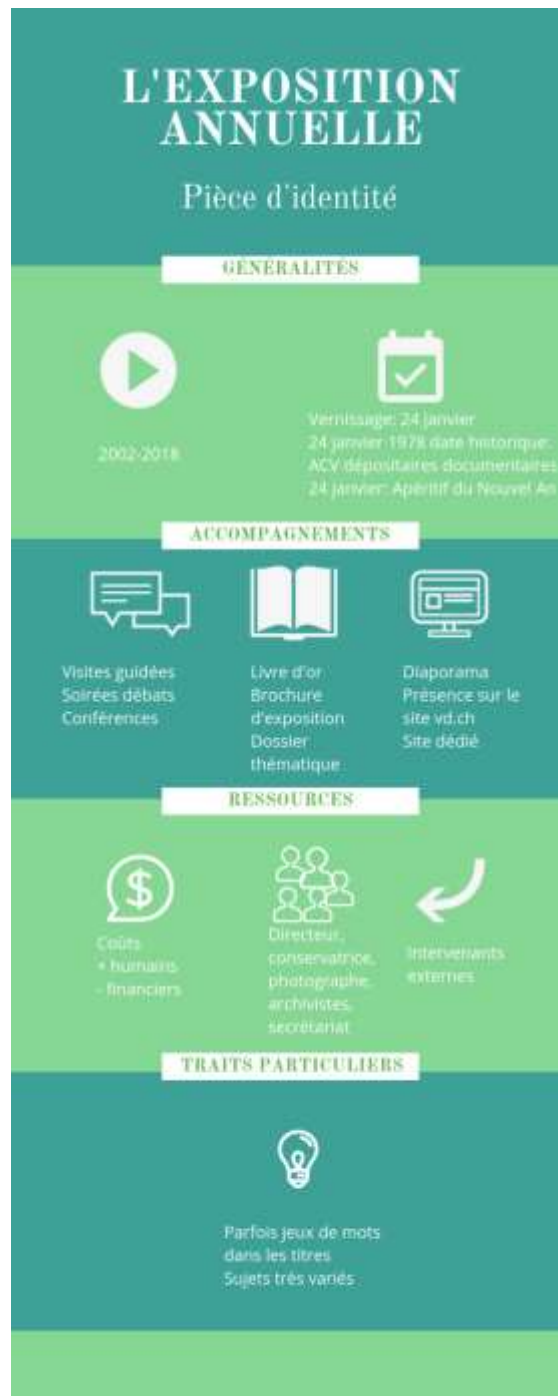 L'EXPOSITION
ANNUELLE
Pièce d'identité
GÉNÉRALITÉS
2002-2018
Vernissage: 24 janvier
24 janvier 1978 date historique:
ACV dépositaires documentaires
24 janvier: Apéritif du Nouvel An
ACCOMPAGNEMENTS
Visites guidées
Soirées débats
Conférences
Livre d'or
Brochure
d'exposition
Dossier
thématique
Diaporama
Présence sur le
site vd.ch
Site dédié
RESSOURCES
$
Coûts
+ humains
- financiers
Directeur,
conservatrice,
photographe,
archivistes,
secrétariat
Intervenants
externes
TRAITS PARTICULIERS
Parfois jeux de mots
dans les titres
Sujets très variés